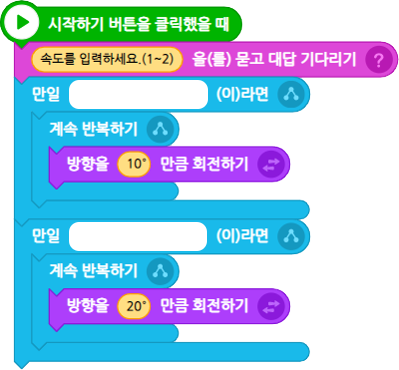 시작하기 버튼을 클릭했을 때
속도를 입력하세요.(1~2) 을(를) 묻고 대답 기다리기 ?
만일 (이)라면
계속 반복하기
방향을 10° 만큼 회전하기
만일 (이)라면
계속 반복하기
방향을 20° 만큼 회전하기